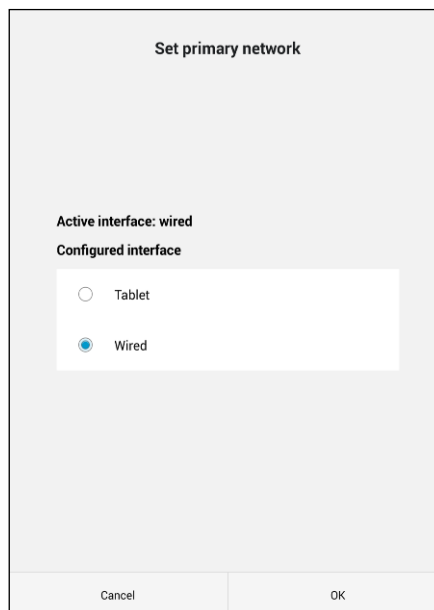 Set primary network
Active interface: wired
Configured interface
Tablet
Wired
Cancel OK